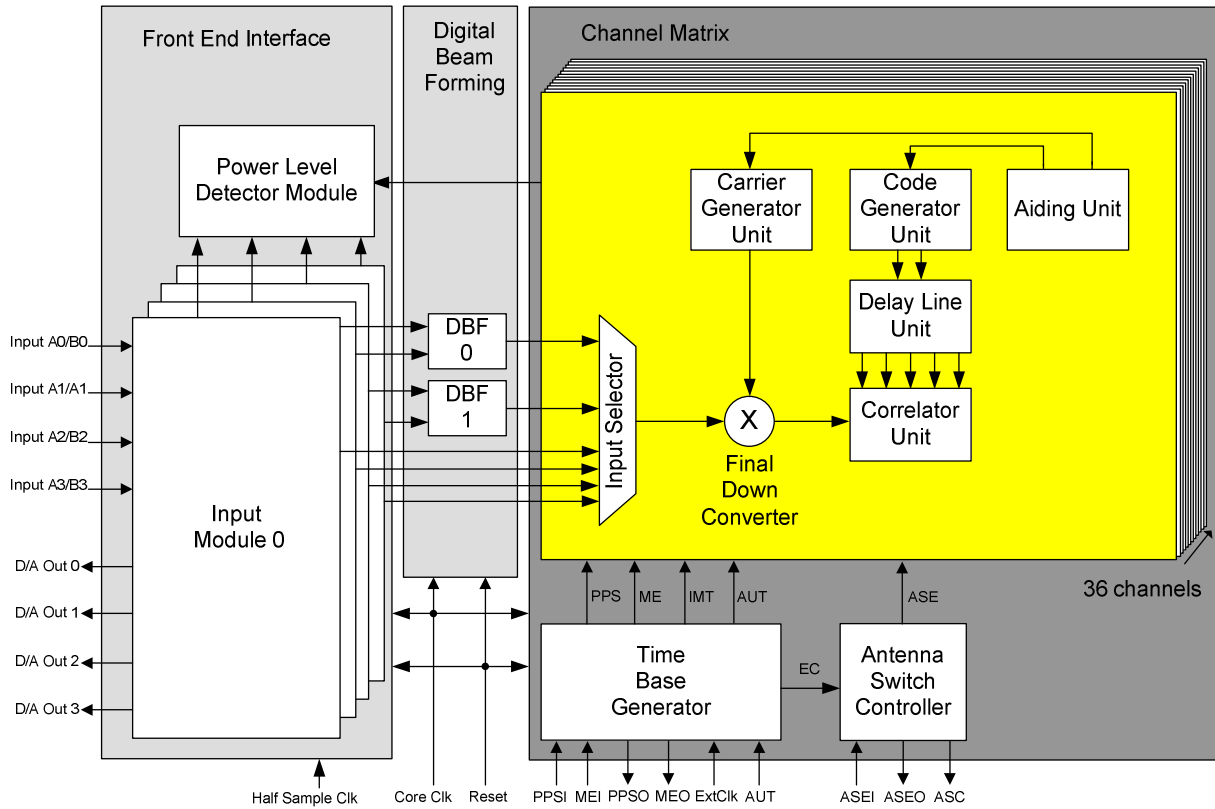 Front End Interface
Digital
Beam
Forming
Channel Matrix
Power Level
Detector Module
Carrier
Generator
Unit
Code
Generator
Unit
Aiding Unit
Delay Line
Unit
DBF
0
DBF
1
Input Selector
X
Correlator
Unit
Final
Down
Converter
Input A0/B0
Input A1/A1
Input A2/B2
Input A3/B3
Input
Module 0
D/A Out 0
D/A Out 1
D/A Out 2
D/A Out 3
36 channels
PPS
ME
IMT
AUT
ASE
Time
Base
Generator
EC
Antenna
Switch
Controller
Half Sample Clk
Core Clk
Reset
PPSI
MEI
PPSO
MEO
ExtClk
AUT
ASEI
ASEO
ASC